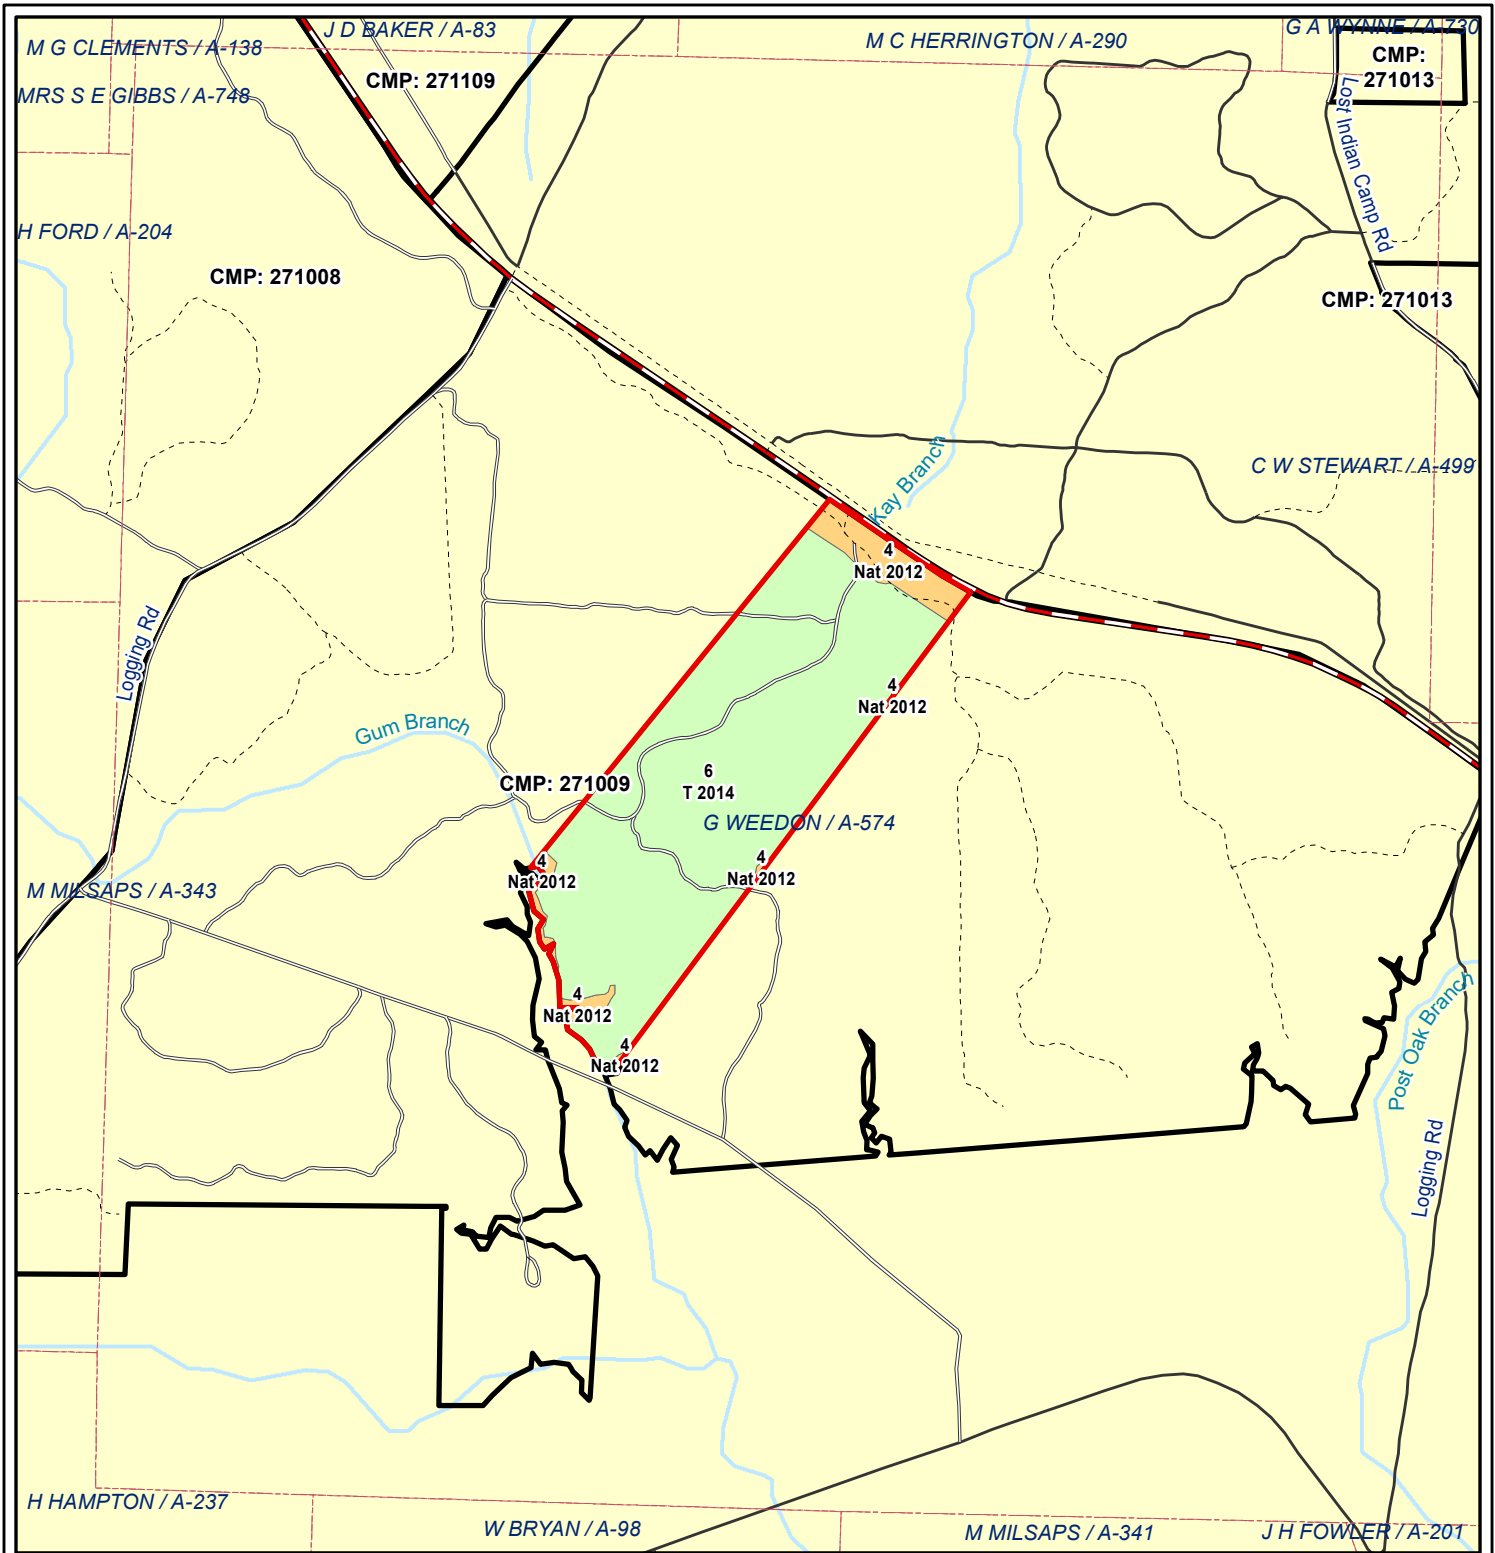 J D BAKER / A-83
G A WYNNE / A-730
M G CLEMENTS / A-138
M C HERRINGTON / A-290
CMP:
271013
CMP: 271109
MRS S E GIBBS / A-748
Lost Indian Camp Rd
H FORD / A-204
CMP: 271008
CMP: 271013
Kay Branch
C W STEWART / A-499
4
Nat 2012
Logging Rd
4
Nat 2012
Gum Branch
CMP: 271009
6
T 2014
G WEEDON / A-574
4
Nat 2012
4
Nat 2012
M MILSAPS / A-343
4
Nat 2012
4
Nat 2012
Post Oak Branch
Logging Rd
H HAMPTON / A-237
W BRYAN / A-98
M MILSAPS / A-341
J H FOWLER / A-201